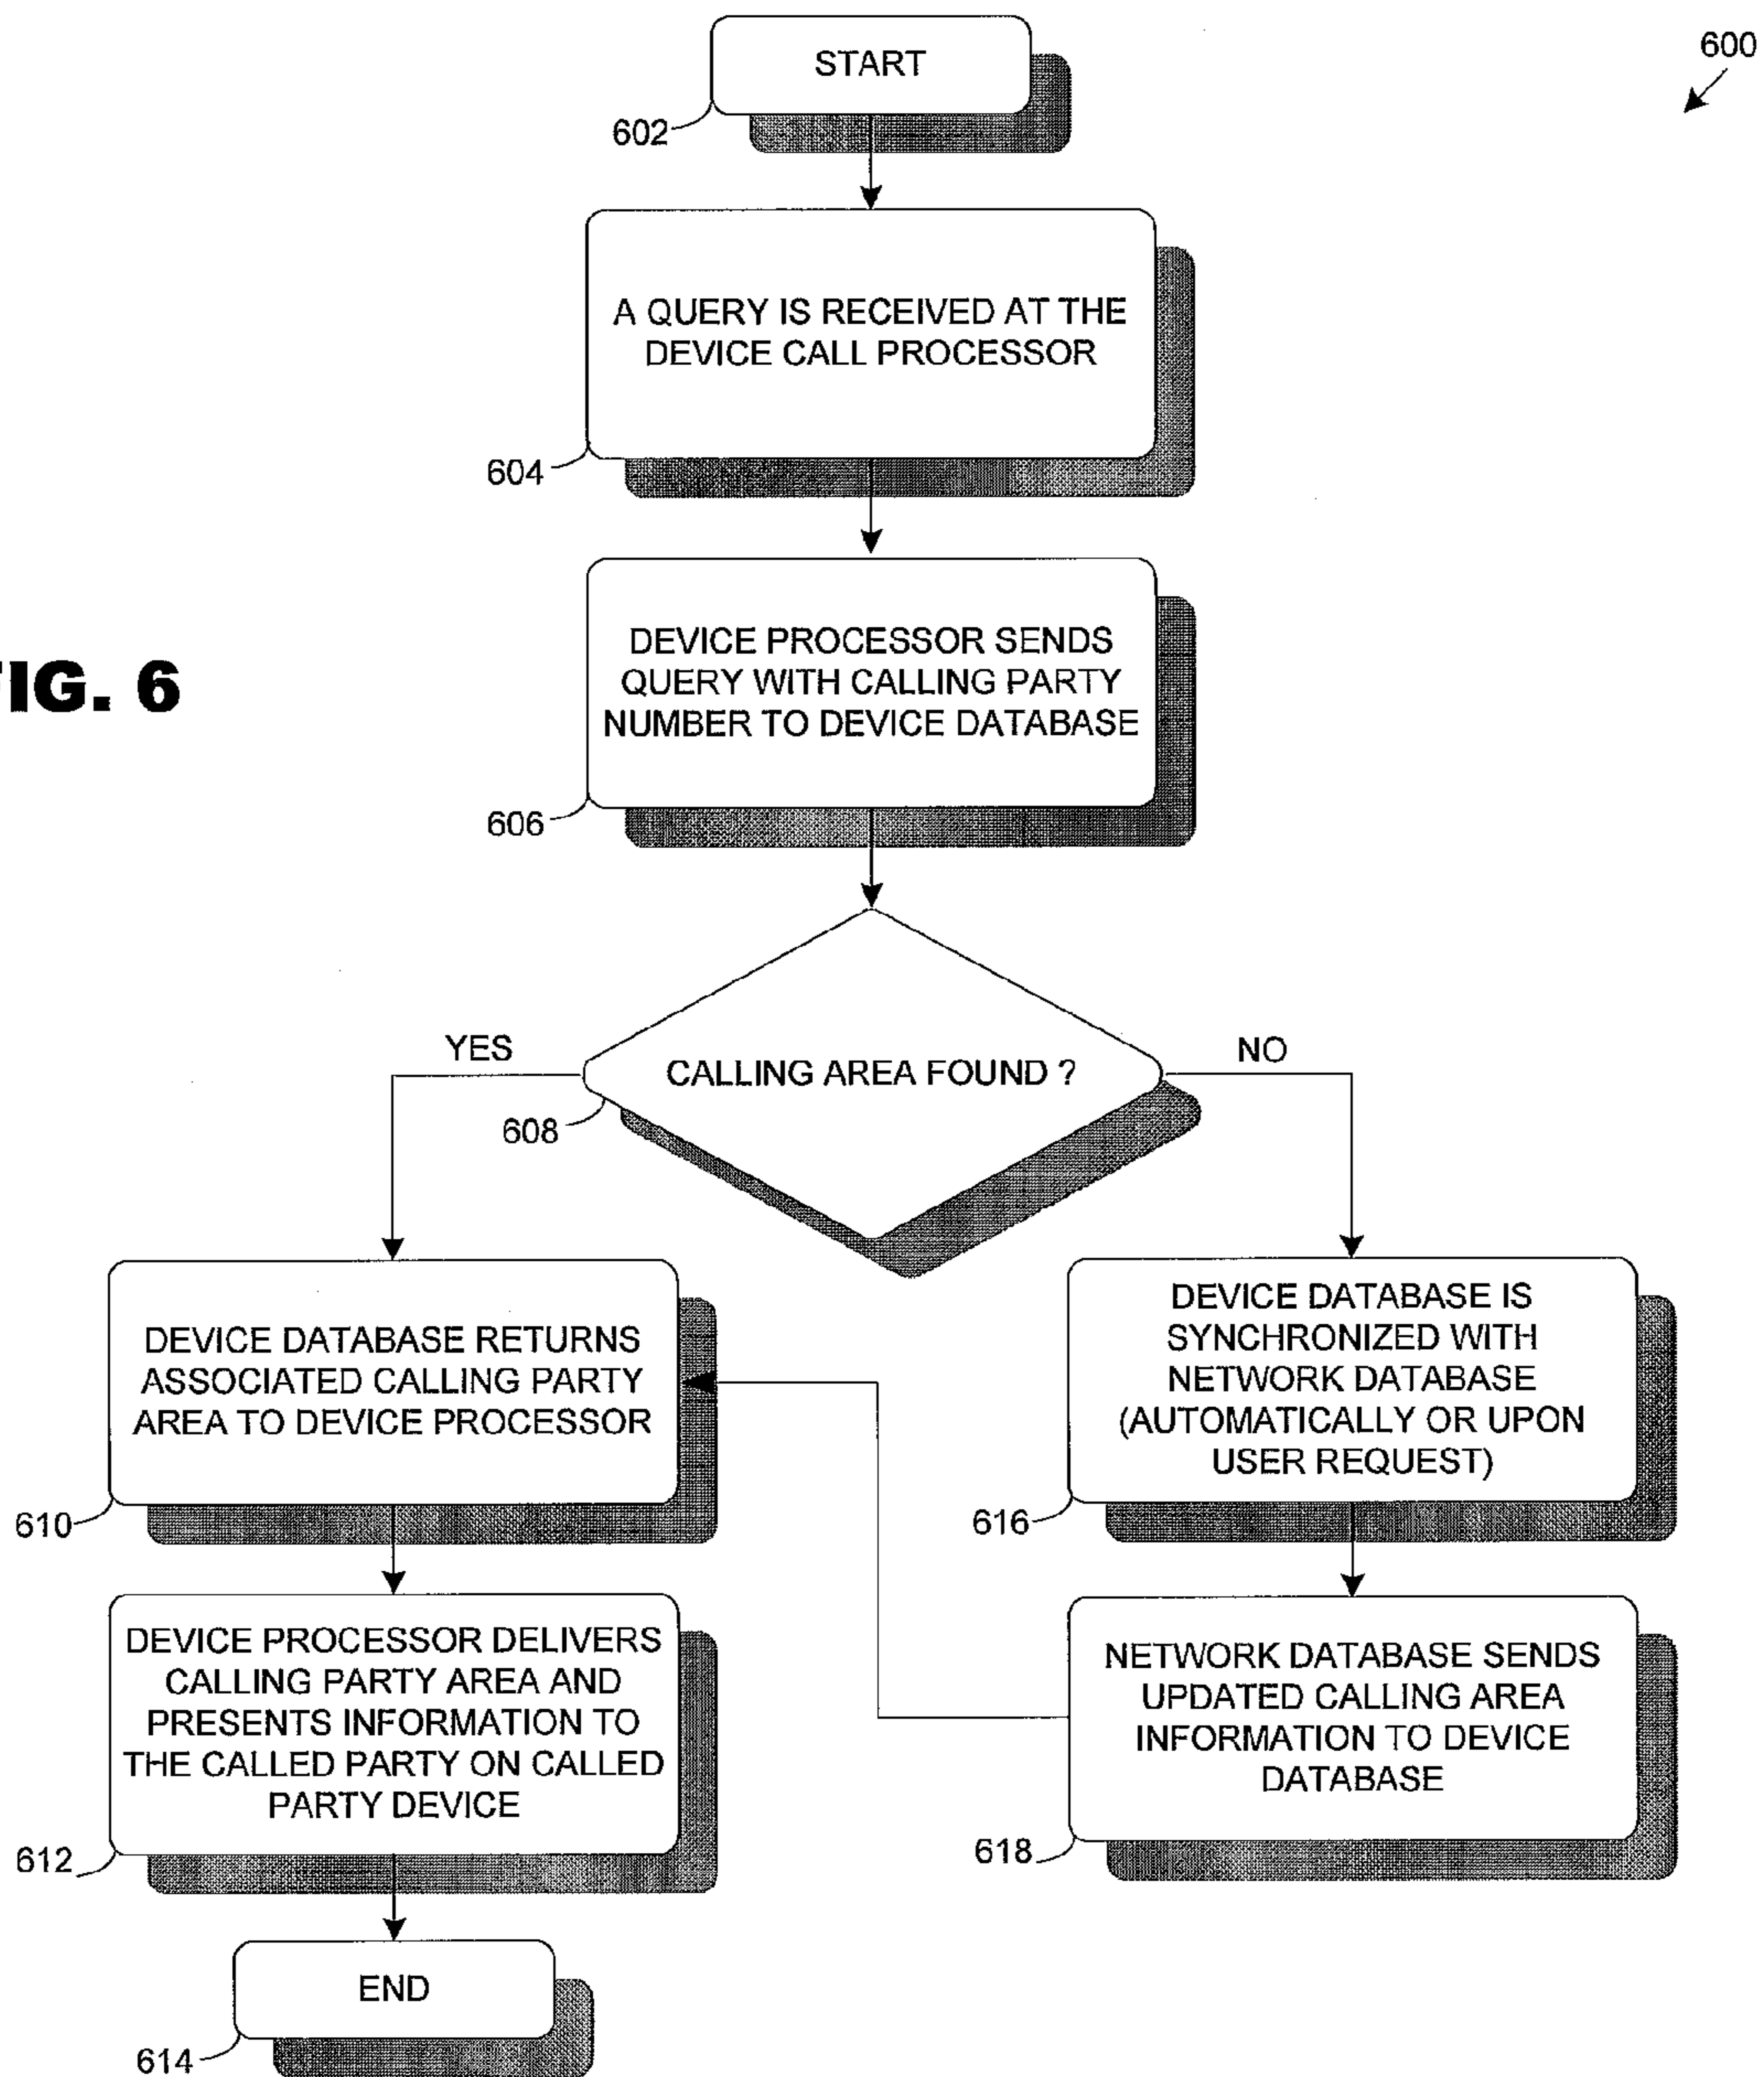 START
600
602
A QUERY IS RECEIVED AT THE
DEVICE CALL PROCESSOR
604
DEVICE PROCESSOR SENDS
QUERY WITH CALLING PARTY
NUMBER TO DEVICE DATABASE
FIG. 6
606
YES
CALLING AREA FOUND ?
NO
608
DEVICE DATABASE RETURNS
ASSOCIATED CALLING PARTY
AREA TO DEVICE PROCESSOR
610
DEVICE DATABASE IS
SYNCHRONIZED WITH
NETWORK DATABASE
(AUTOMATICALLY OR UPON
USER REQUEST)
616
DEVICE PROCESSOR DELIVERS
CALLING PARTY AREA AND
PRESENTS INFORMATION TO
THE CALLED PARTY ON CALLED
PARTY DEVICE
612
NETWORK DATABASE SENDS
UPDATED CALLING AREA
INFORMATION TO DEVICE
DATABASE
618
END
614